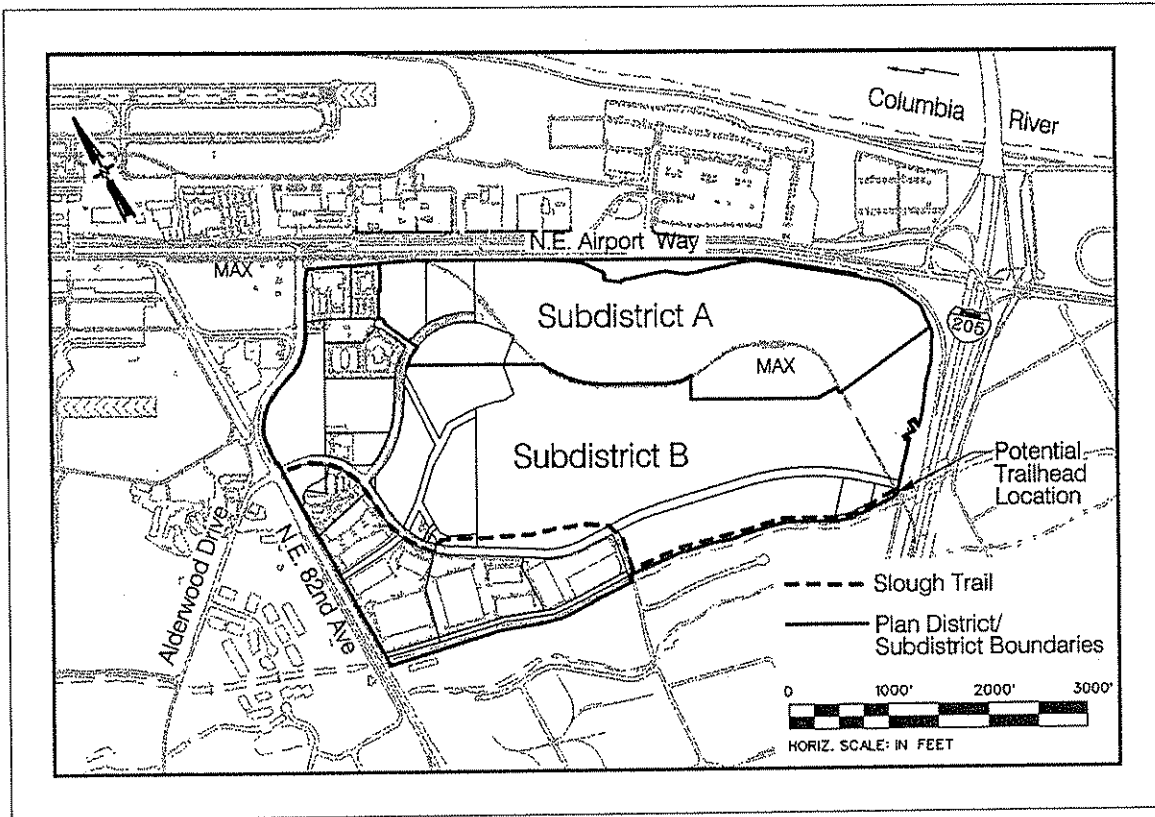 Columbia
River
N.E. Airport Way
MAX
Subdistrict A
205
MAX
Subdistrict B
Potential
Trailhead
Location
Alderwood Drive
N.E. 82nd Ave
Slough Trail
Plan District/
Subdistrict Boundaries
0 1000' 2000' 3000'
HORIZ. SCALE: IN FEET